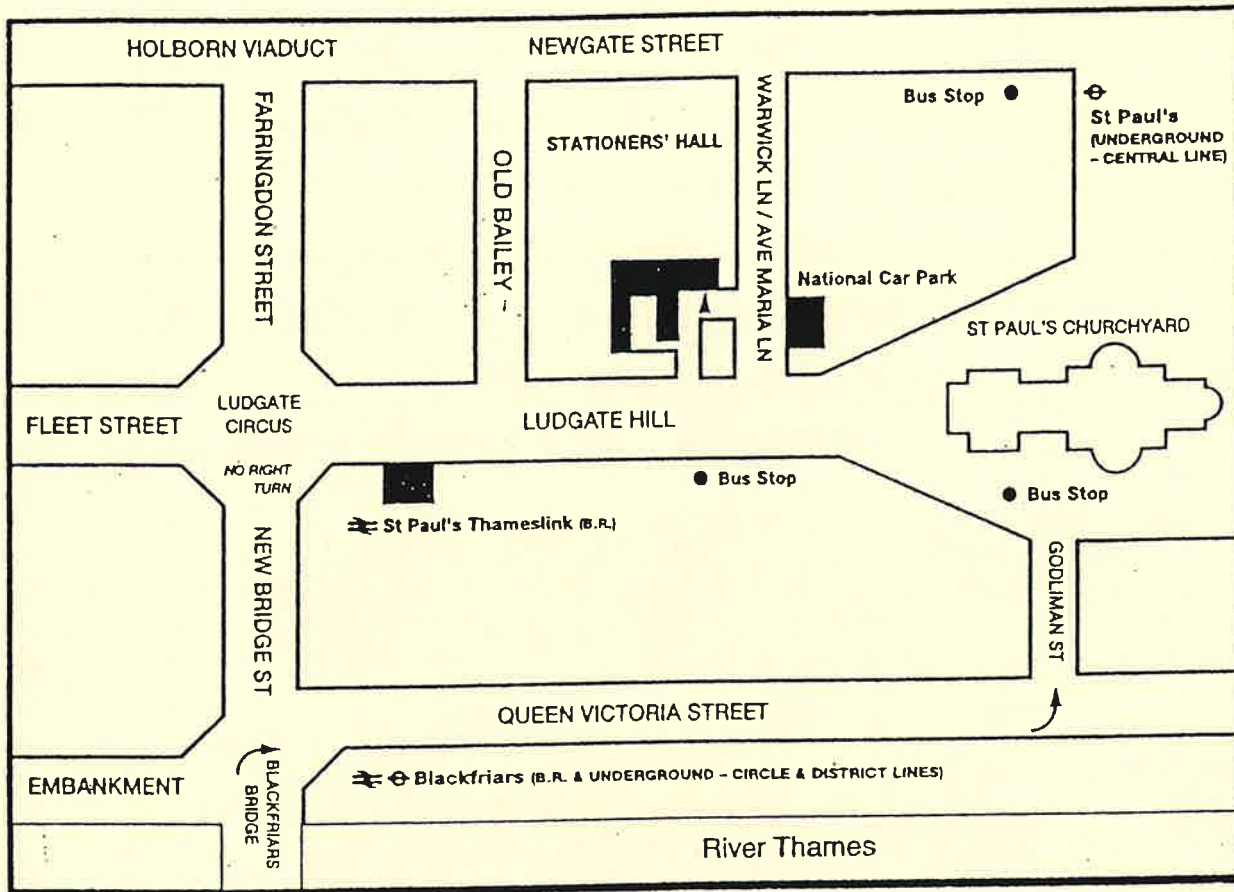 HOLBORN VIADUCT
NEWGATE STREET
FARRINGDON STREET
OLD BAILEY
STATIONERS' HALL
WARWICK LN / AVE MARIA LN
Bus Stop
St Paul's
(UNDERGROUND
– CENTRAL LINE)
National Car Park
ST PAUL'S CHURCHYARD
FLEET STREET
LUDGATE
CIRCUS
LUDGATE HILL
NO RIGHT
TURN
Bus Stop
Bus Stop
St Paul's Thameslink (B.R.)
NEW BRIDGE ST
GODLIMAN ST
QUEEN VICTORIA STREET
EMBANKMENT
BLACKFRIARS
BRIDGE
Blackfriars (B.R. & UNDERGROUND – CIRCLE & DISTRICT LINES)
River Thames